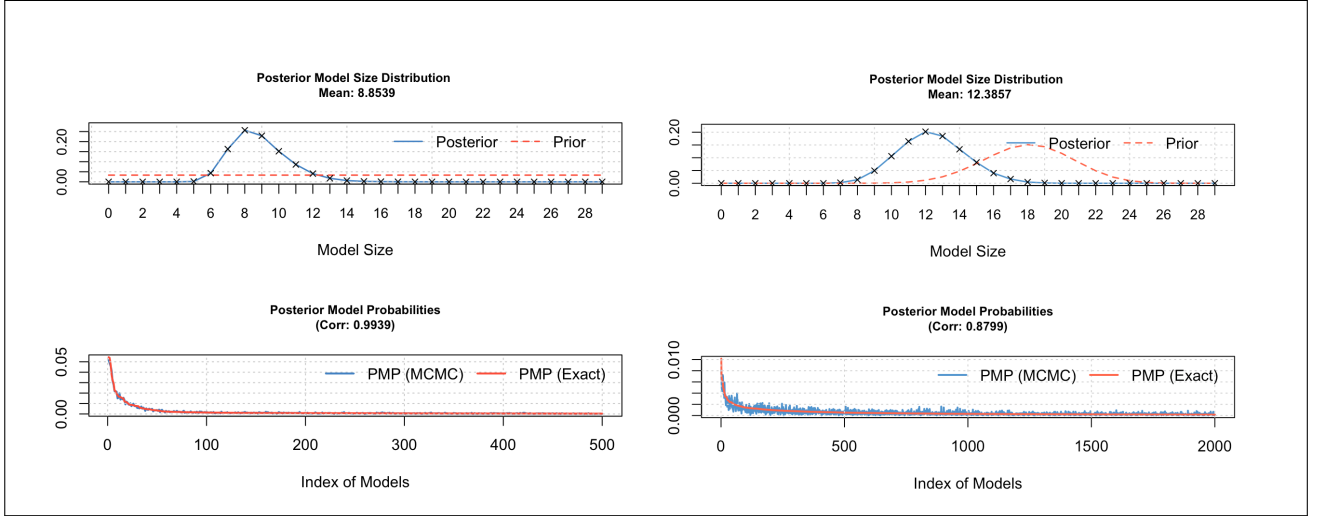 Posterior Model Size Distribution
Mean: 8.8539
0.20
0.00
Posterior
Prior
0 2 4 6 8 10 12 14 16 18 20 22 24 26 28
Model Size
Posterior Model Size Distribution
Mean: 12.3857
0.20
0.00
Posterior
Prior
0 2 4 6 8 10 12 14 16 18 20 22 24 26 28
Model Size
Posterior Model Probabilities
(Corr: 0.9939)
0.05
0.00
PMP (MCMC)
PMP (Exact)
0 100 200 300 400 500
Index of Models
Posterior Model Probabilities
(Corr: 0.8799)
0.010
0.000
PMP (MCMC)
PMP (Exact)
0 500 1000 1500 2000
Index of Models